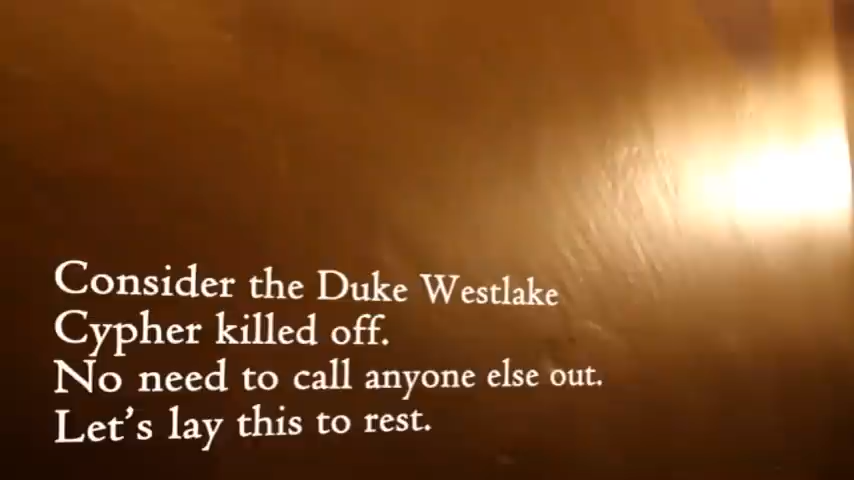 Consider the Duke Westlake
Cypher killed off.
No need to call anyone else out.
Let's lay this to rest.